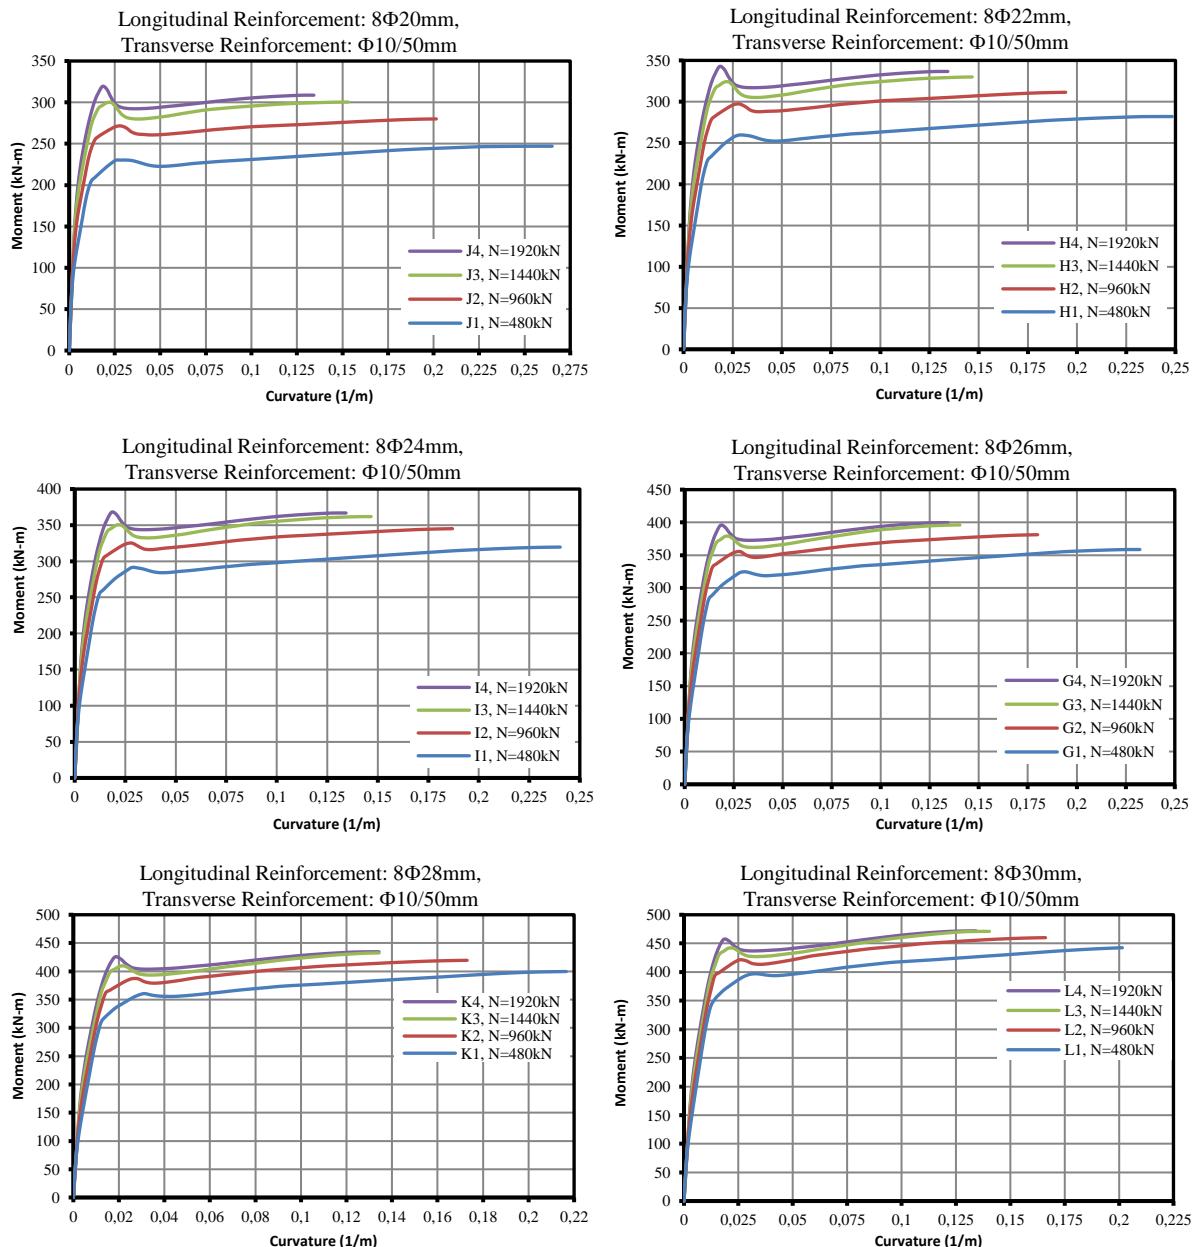 Longitudinal Reinforcement: 8Φ20mm,
Transverse Reinforcement: Φ10/50mm
350
300
250
200
150
100
50
0
Moment (kN-m)
J4, N=1920kN
J3, N=1440kN
J2, N=960kN
J1, N=480kN
0 0,025 0,05 0,075 0,1 0,125 0,15 0,175 0,2 0,225 0,25 0,275
Curvature (1/m)
Longitudinal Reinforcement: 8Φ22mm,
Transverse Reinforcement: Φ10/50mm
350
300
250
200
150
100
50
0
Moment (kN-m)
H4, N=1920kN
H3, N=1440kN
H2, N=960kN
H1, N=480kN
0 0,025 0,05 0,075 0,1 0,125 0,15 0,175 0,2 0,225 0,25
Curvature (1/m)
Longitudinal Reinforcement: 8Φ24mm,
Transverse Reinforcement: Φ10/50mm
400
350
300
250
200
150
100
50
0
Moment (kN-m)
I4, N=1920kN
I3, N=1440kN
I2, N=960kN
I1, N=480kN
0 0,025 0,05 0,075 0,1 0,125 0,15 0,175 0,2 0,225 0,25
Curvature (1/m)
Longitudinal Reinforcement: 8Φ26mm,
Transverse Reinforcement: Φ10/50mm
450
400
350
300
250
200
150
100
50
0
Moment (kN-m)
G4, N=1920kN
G3, N=1440kN
G2, N=960kN
G1, N=480kN
0 0,025 0,05 0,075 0,1 0,125 0,15 0,175 0,2 0,225 0,25
Curvature (1/m)
Longitudinal Reinforcement: 8Φ28mm,
Transverse Reinforcement: Φ10/50mm
500
450
400
350
300
250
200
150
100
50
0
Moment (kN-m)
K4, N=1920kN
K3, N=1440kN
K2, N=960kN
K1, N=480kN
0 0,02 0,04 0,06 0,08 0,1 0,12 0,14 0,16 0,18 0,2 0,22
Curvature (1/m)
Longitudinal Reinforcement: 8Φ30mm,
Transverse Reinforcement: Φ10/50mm
500
450
400
350
300
250
200
150
100
50
0
Moment (kN-m)
L4, N=1920kN
L3, N=1440kN
L2, N=960kN
L1, N=480kN
0 0,025 0,05 0,075 0,1 0,125 0,15 0,175 0,2 0,225
Curvature (1/m)